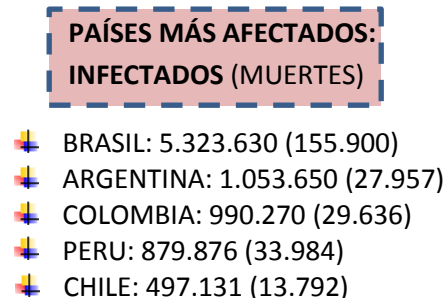 PAÍSES MÁS AFECTADOS:
INFECTADOS (MUERTES)
BRASIL: 5.323.630 (155.900)
ARGENTINA: 1.053.650 (27.957)
COLOMBIA: 990.270 (29.636)
PERU: 879.876 (33.984)
CHILE: 497.131 (13.792)